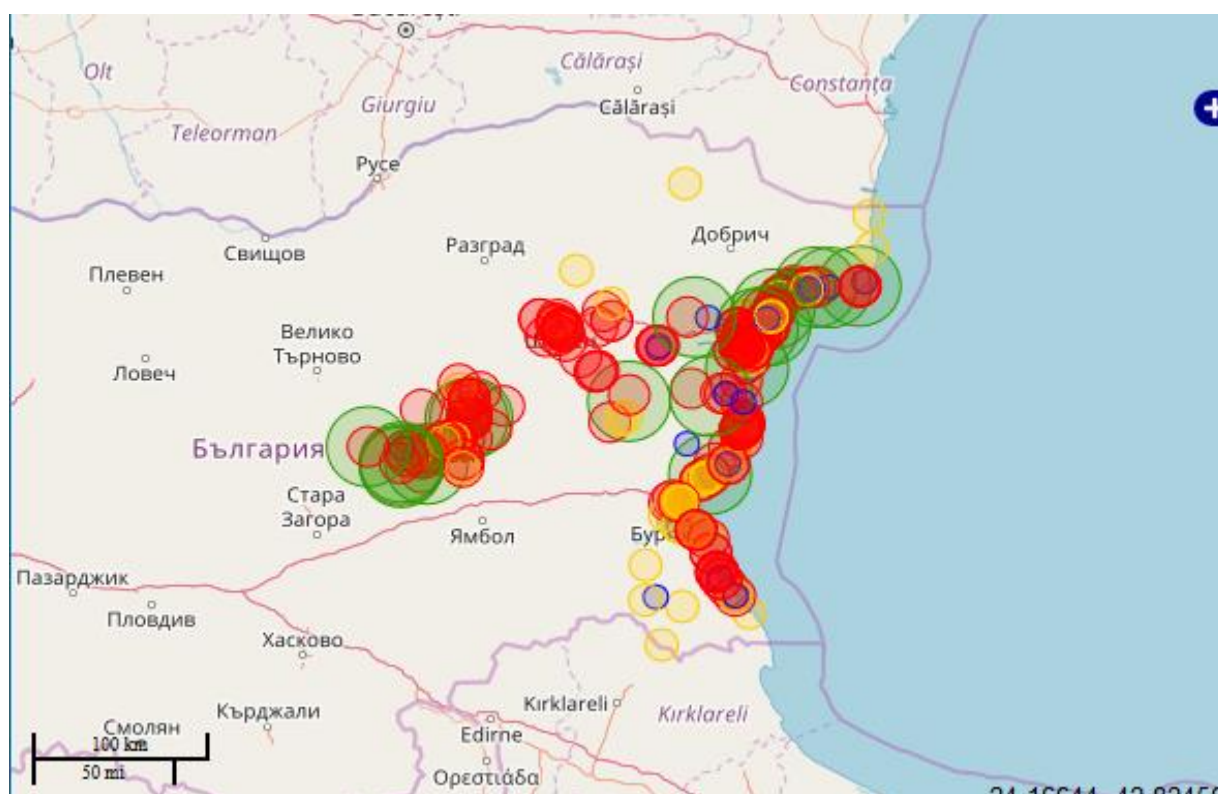 Olt
Călărași
Constanța
Giurgiu
Călărași
Teleorman
Русе
Свищов
Разград
Добрич
Плевен
Велико
Търново
Ловеч
България
Стара
Загора
Ямбол
Пазарджик
Пловдив
Хасково
Kırklareli
Kırklareli
Кърджали
Смолян
Edirne
100 km
50 mi
Ορεστιάδα